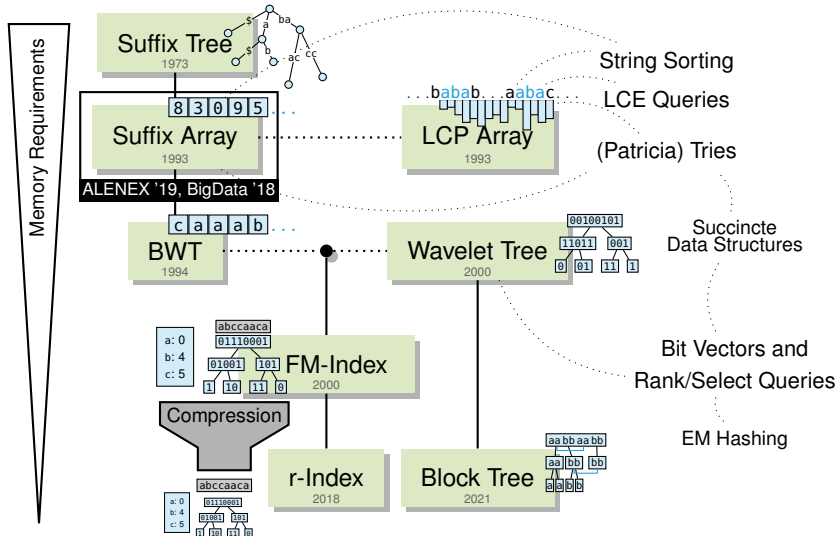 Memory Requirements
Suffix Tree
1973
$
a
ba
$
b
ac
cc
String Sorting
LCE Queries
(Patricia) Tries
8 3 0 9 5 ...
Suffix Array
1993
ALENEX '19, BigData '18
...babab...aabac
LCP Array
1993
c a a a b ...
BWT
1994
Wavelet Tree
2000
00100101
11011 001
0 01 11 1
Succincte
Data Structures
abccaaca
01110001
01001 101
1 10 11 0
a: 0
b: 4
c: 5
FM-Index
2000
Bit Vectors and
Rank/Select Queries
Compression
EM Hashing
abccaaca
01110001
01001 101
1 10 11 0
a: 0
b: 4
c: 5
r-Index
2018
Block Tree
2021
aa bb aa bb
aa bb bb
a a b b